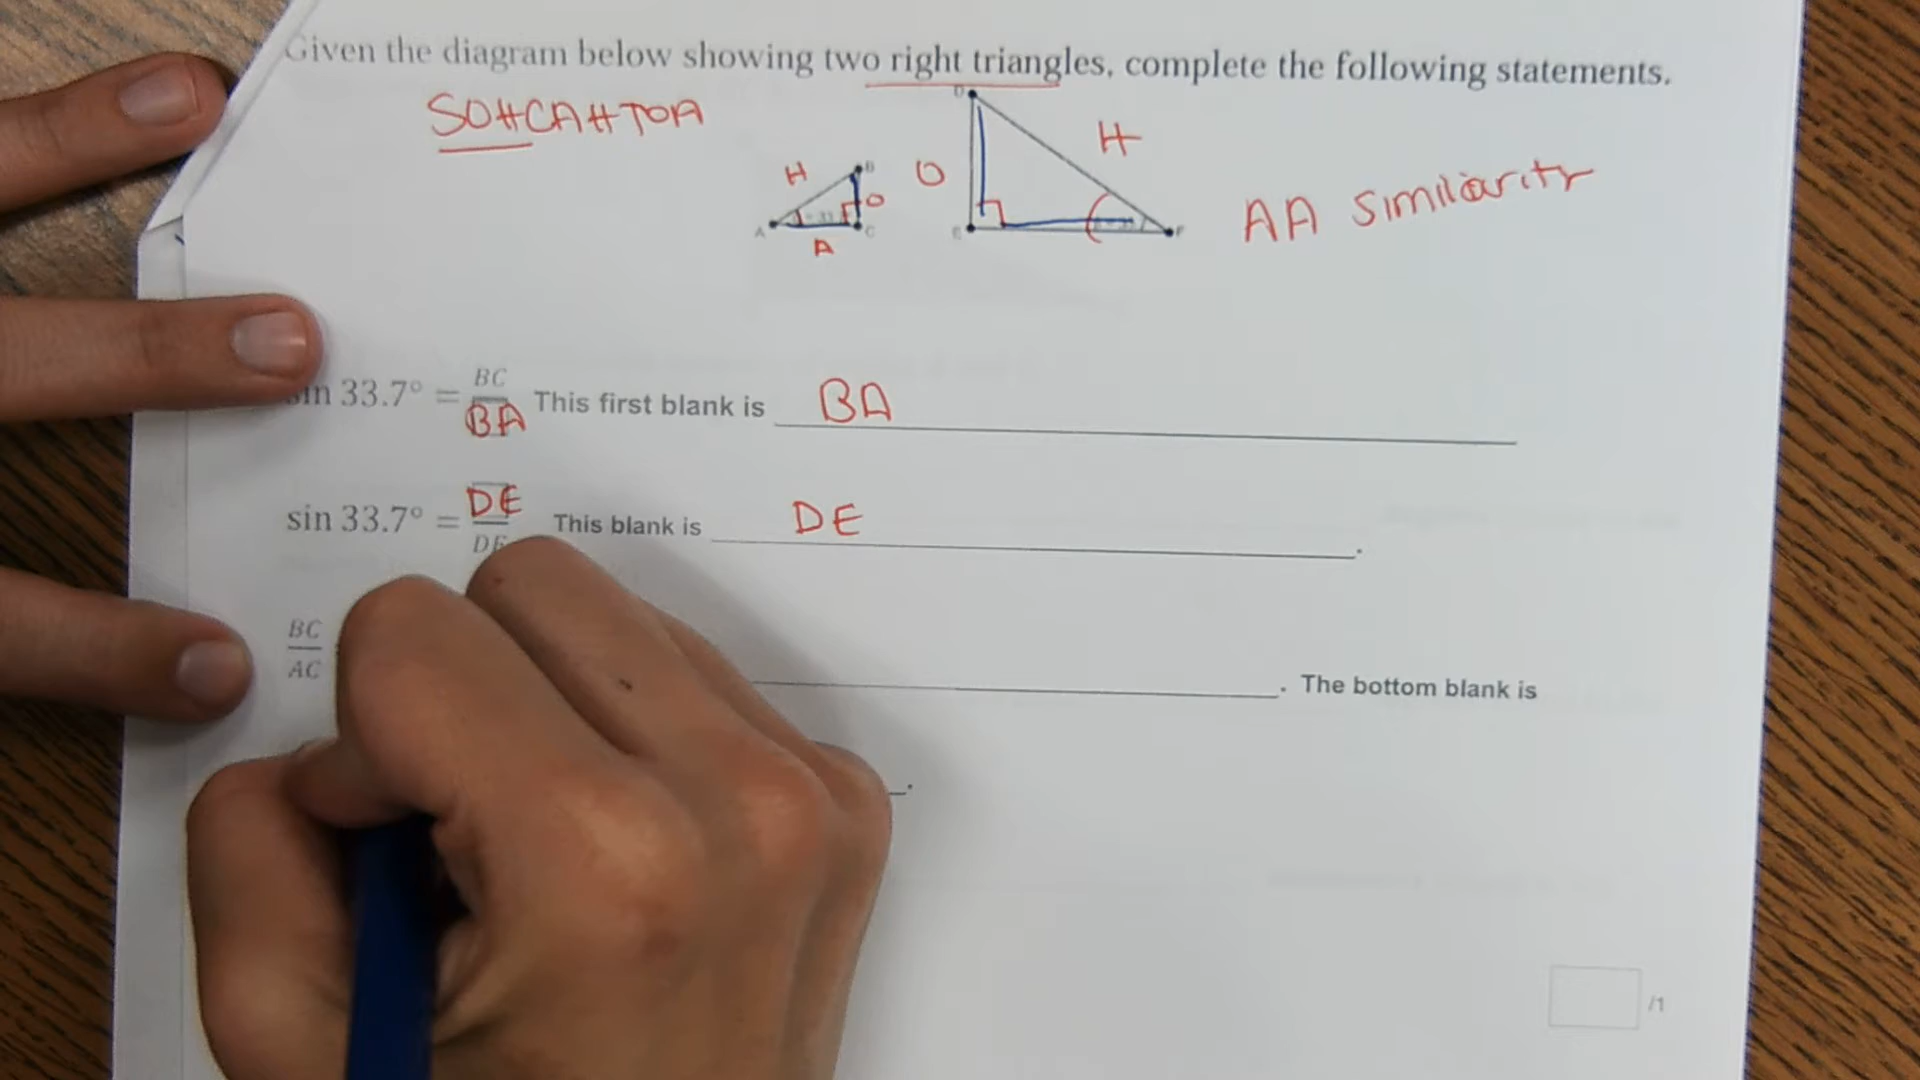 Given the diagram below showing two right triangles, complete the following statements.
SOHCAHTOA
D
H
H
B
O
O
AA Similarity
A
C
E
F
A
sin 33.7° = BC
BA This first blank is BA
sin 33.7° = DE
DF This blank is DE .
BC
AC
. The bottom blank is
.
/1